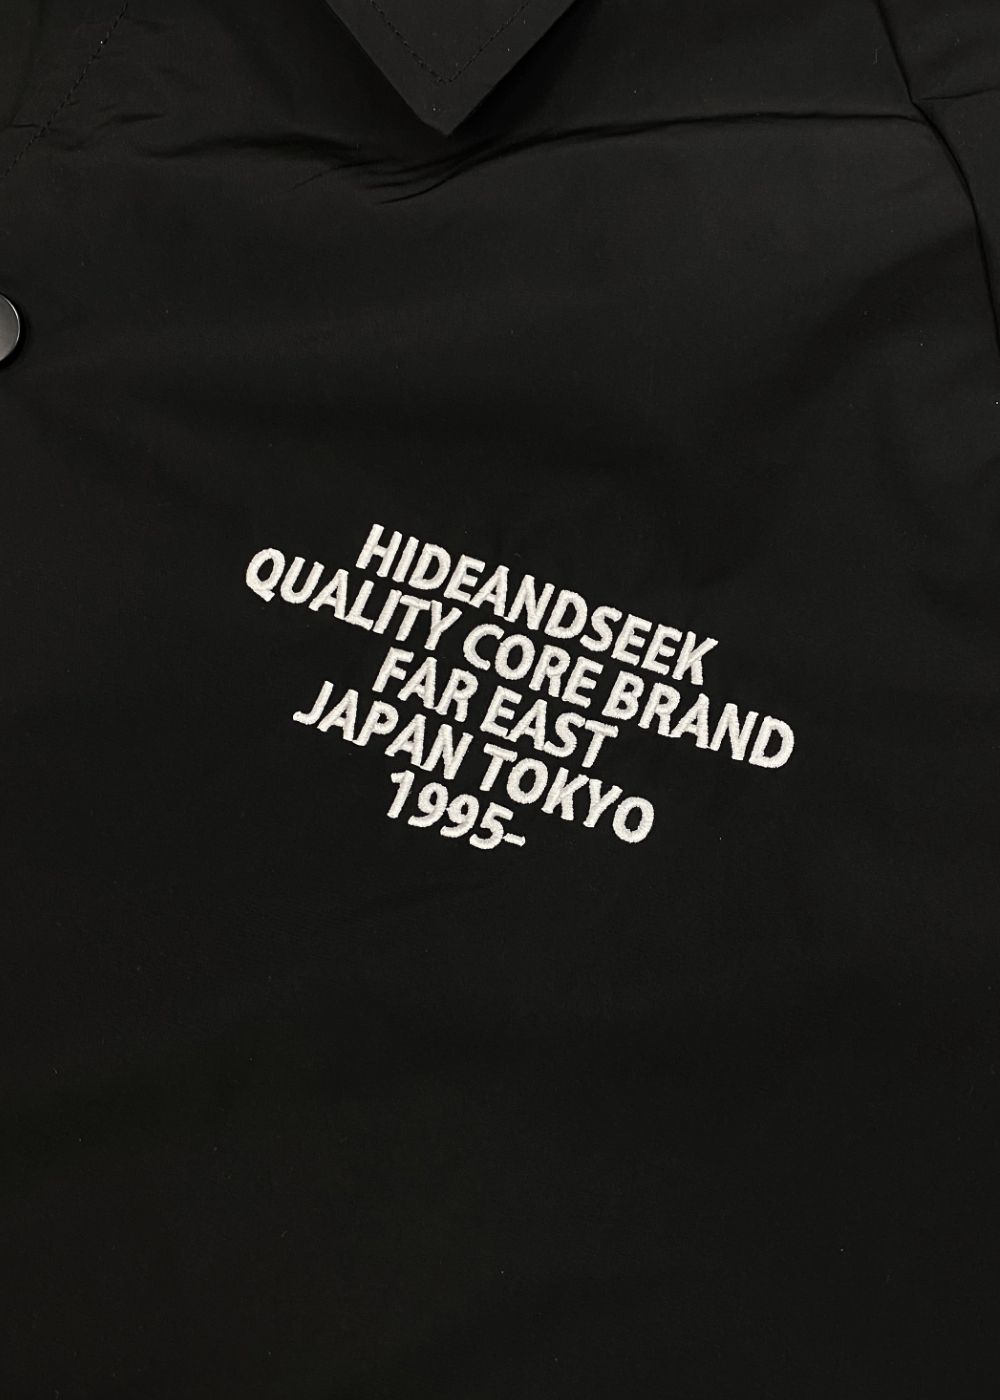 HIDEANDSEEK
QUALITY CORE BRAND
FAR EAST
JAPAN TOKYO
1995-